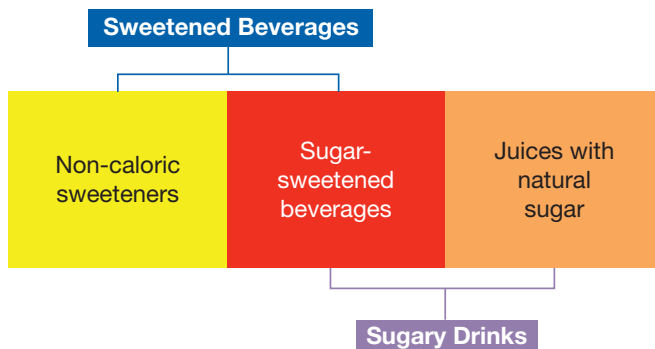 Sweetened Beverages
Non-caloric
sweeteners
Sugar-
sweetened
beverages
Juices with
natural
sugar
Sugary Drinks